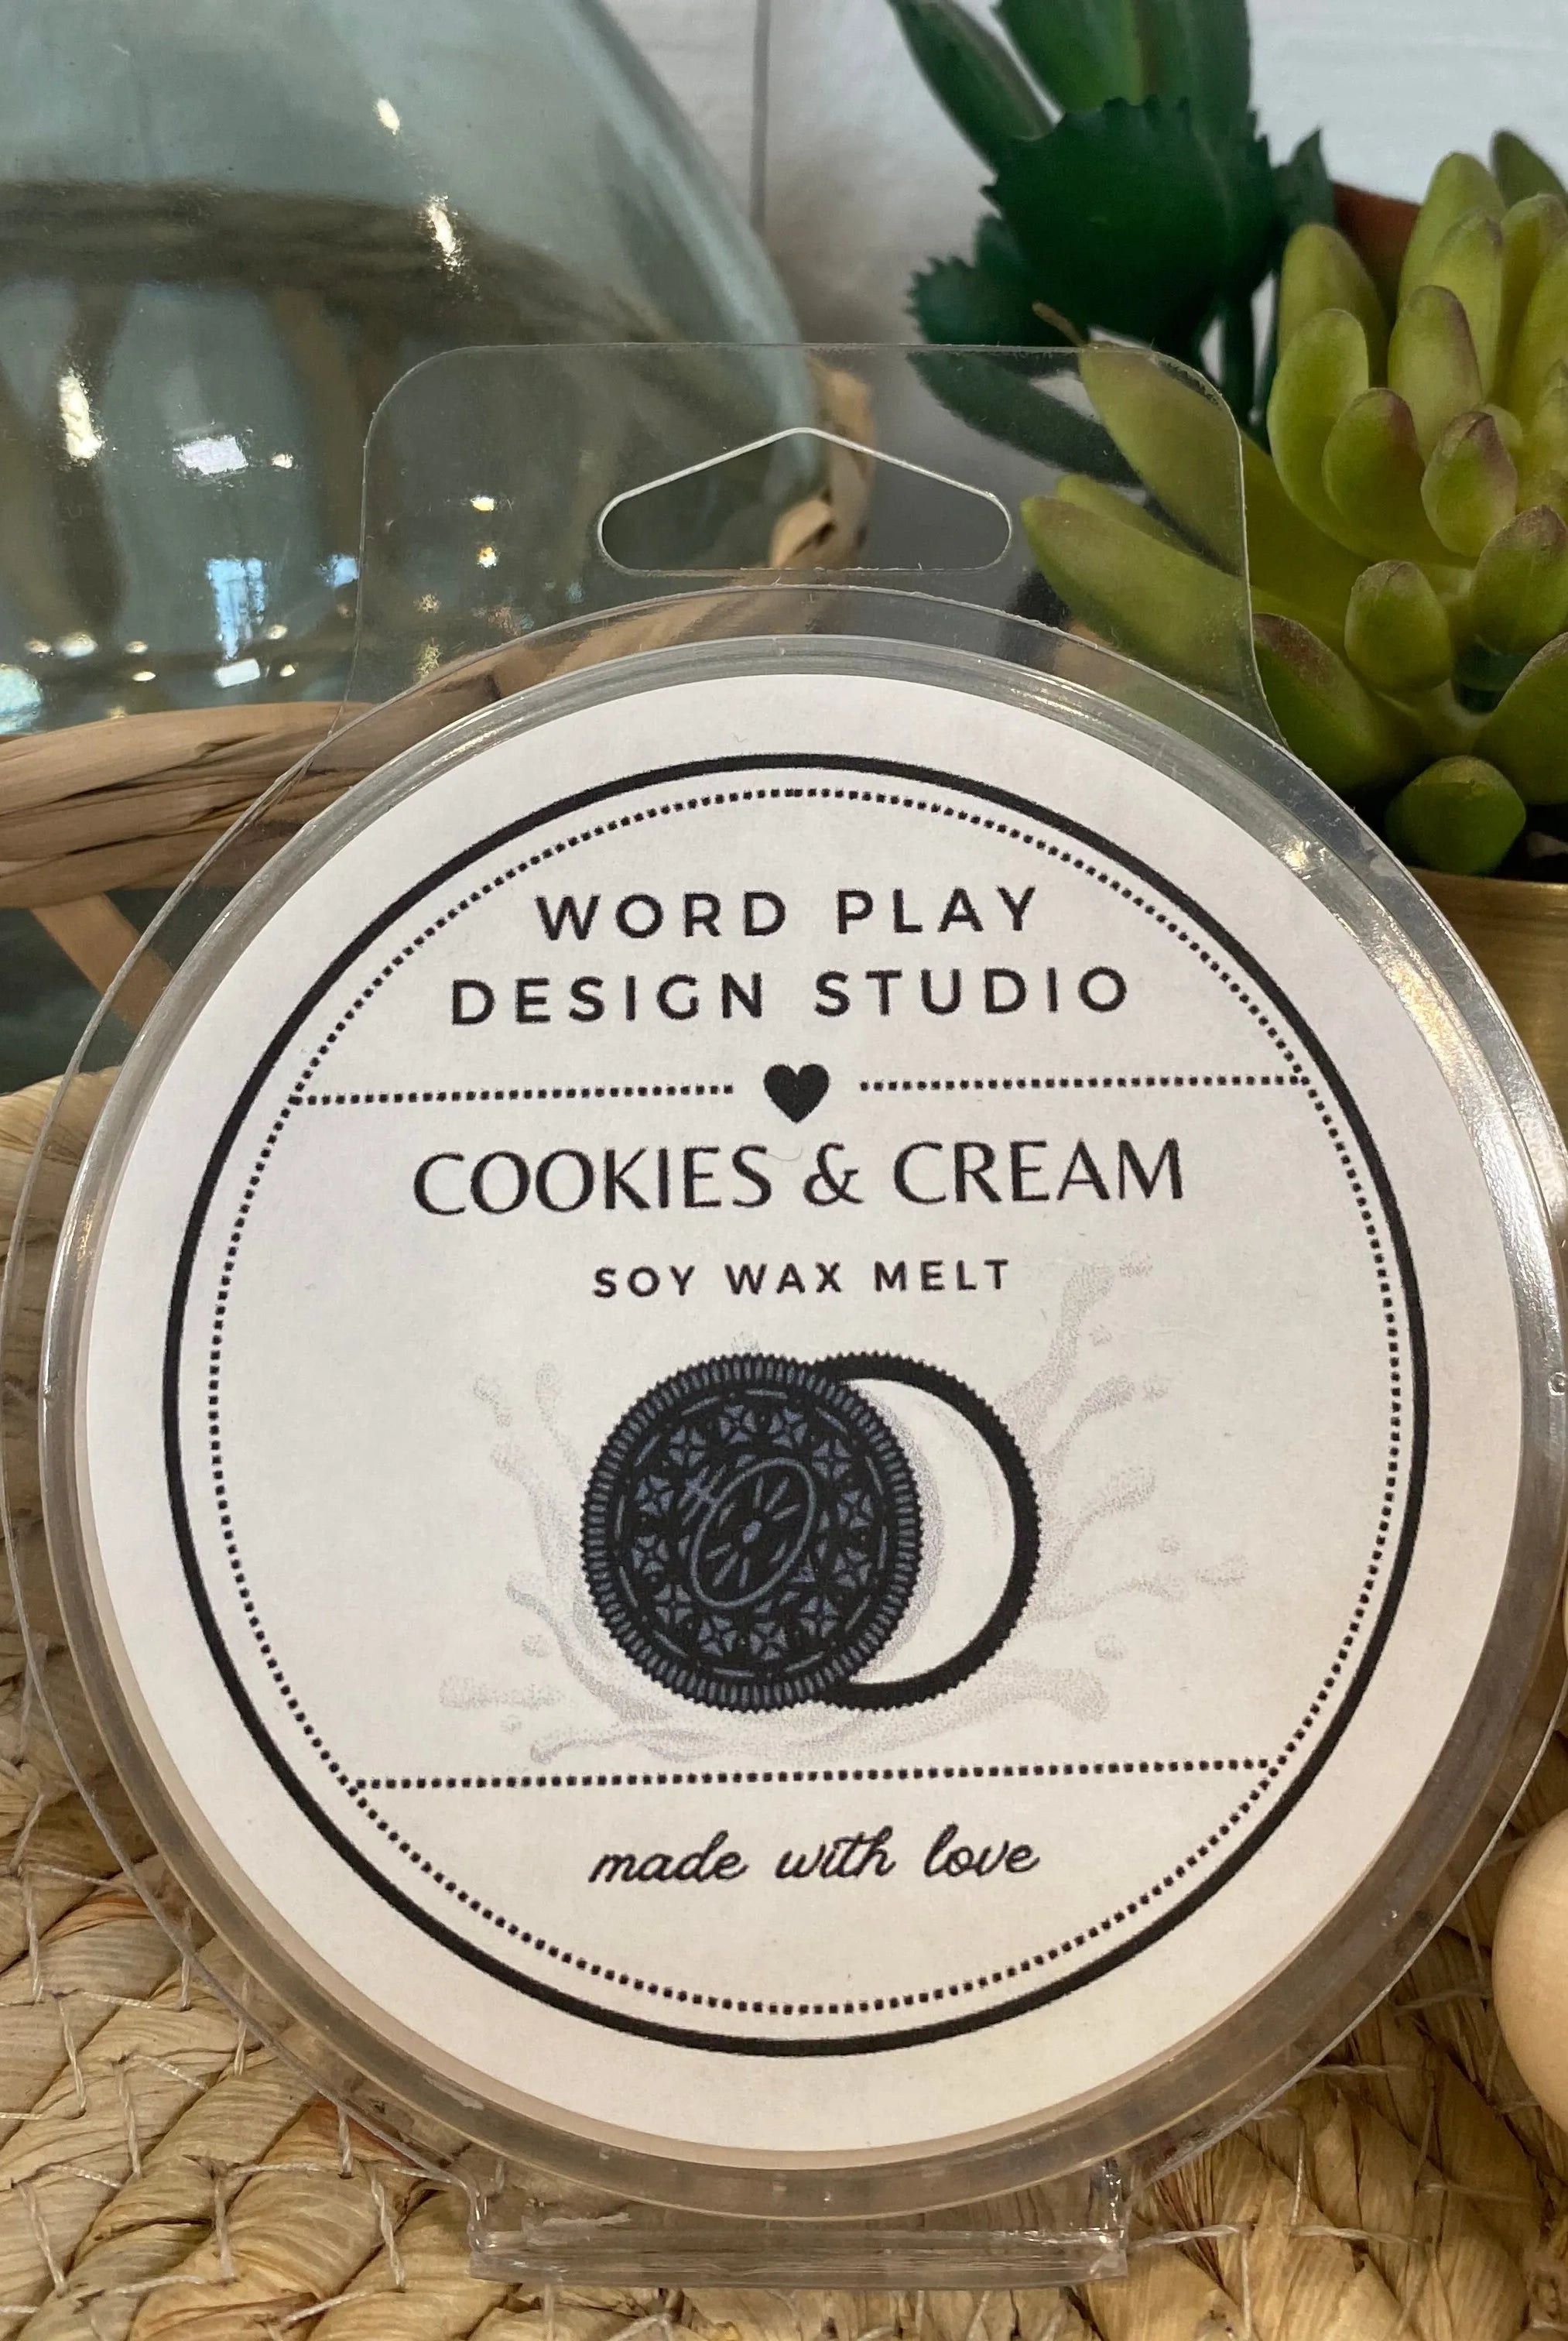 WORD PLAY
DESIGN STUDIO
COOKIES & CREAM
SOY WAX MELT
made with love